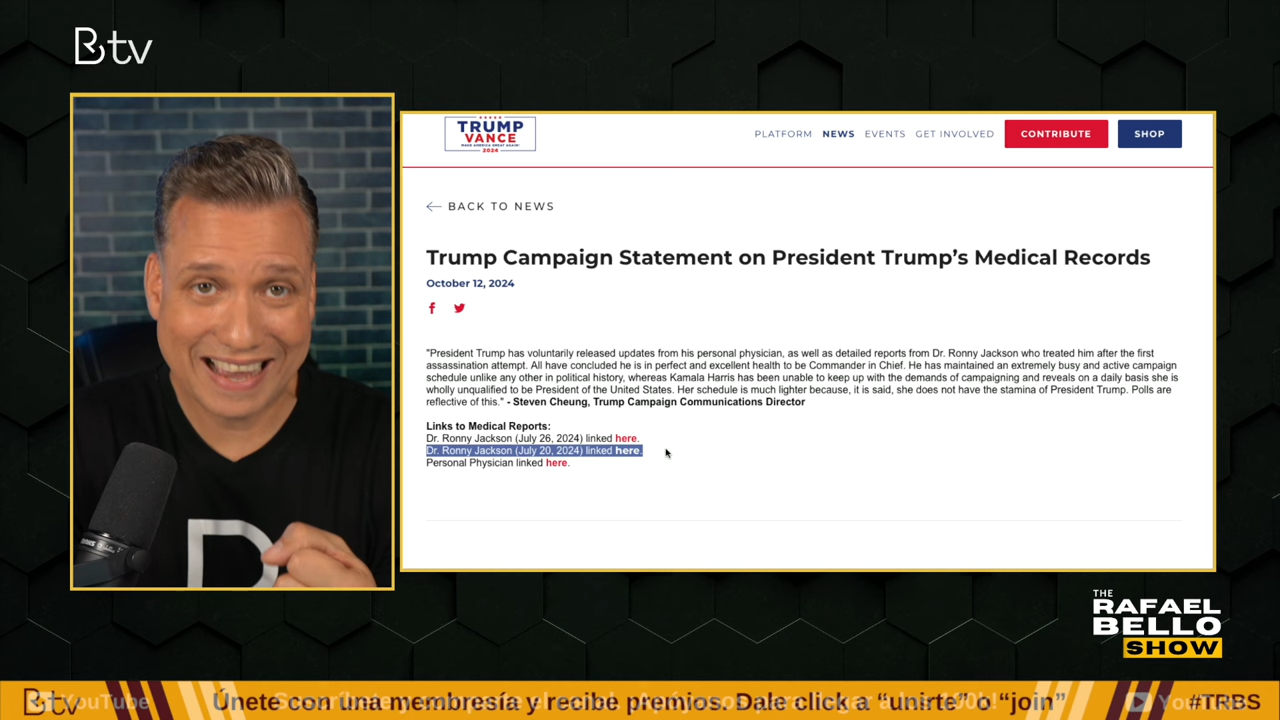 Btv
TRUMP
VANCE
MAKE AMERICA GREAT AGAIN!
2024
PLATFORM NEWS EVENTS GET INVOLVED CONTRIBUTE SHOP
BACK TO NEWS
Trump Campaign Statement on President Trump’s Medical Records
October 12, 2024
"President Trump has voluntarily released updates from his personal physician, as well as detailed reports from Dr. Ronny Jackson who treated him after the first
assassination attempt. All have concluded he is in perfect and excellent health to be Commander in Chief. He has maintained an extremely busy and active campaign
schedule unlike any other in political history, whereas Kamala Harris has been unable to keep up with the demands of campaigning and reveals on a daily basis she is
wholly unqualified to be President of the United States. Her schedule is much lighter because, it is said, she does not have the stamina of President Trump. Polls are
reflective of this." - Steven Cheung, Trump Campaign Communications Director
Links to Medical Reports:
Dr. Ronny Jackson (July 26, 2024) linked here.
Dr. Ronny Jackson (July 20, 2024) linked here.
Personal Physician linked here.
THE
RAFAEL
BELLO
SHOW
Btv YouTube Únete con una membresía y recibe premios. Dale click a “unirte” o “join” #TRBS